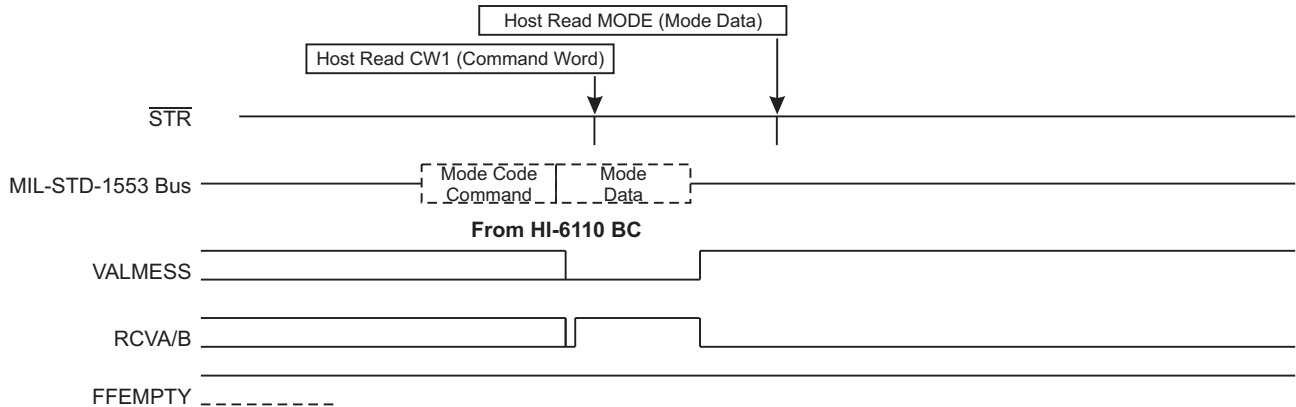 Host Read MODE (Mode Data)
Host Read CW1 (Command Word)
STR
MIL-STD-1553 Bus
Mode Code
Command
Mode
Data
From HI-6110 BC
VALMESS
RCVA/B
FFEMPTY